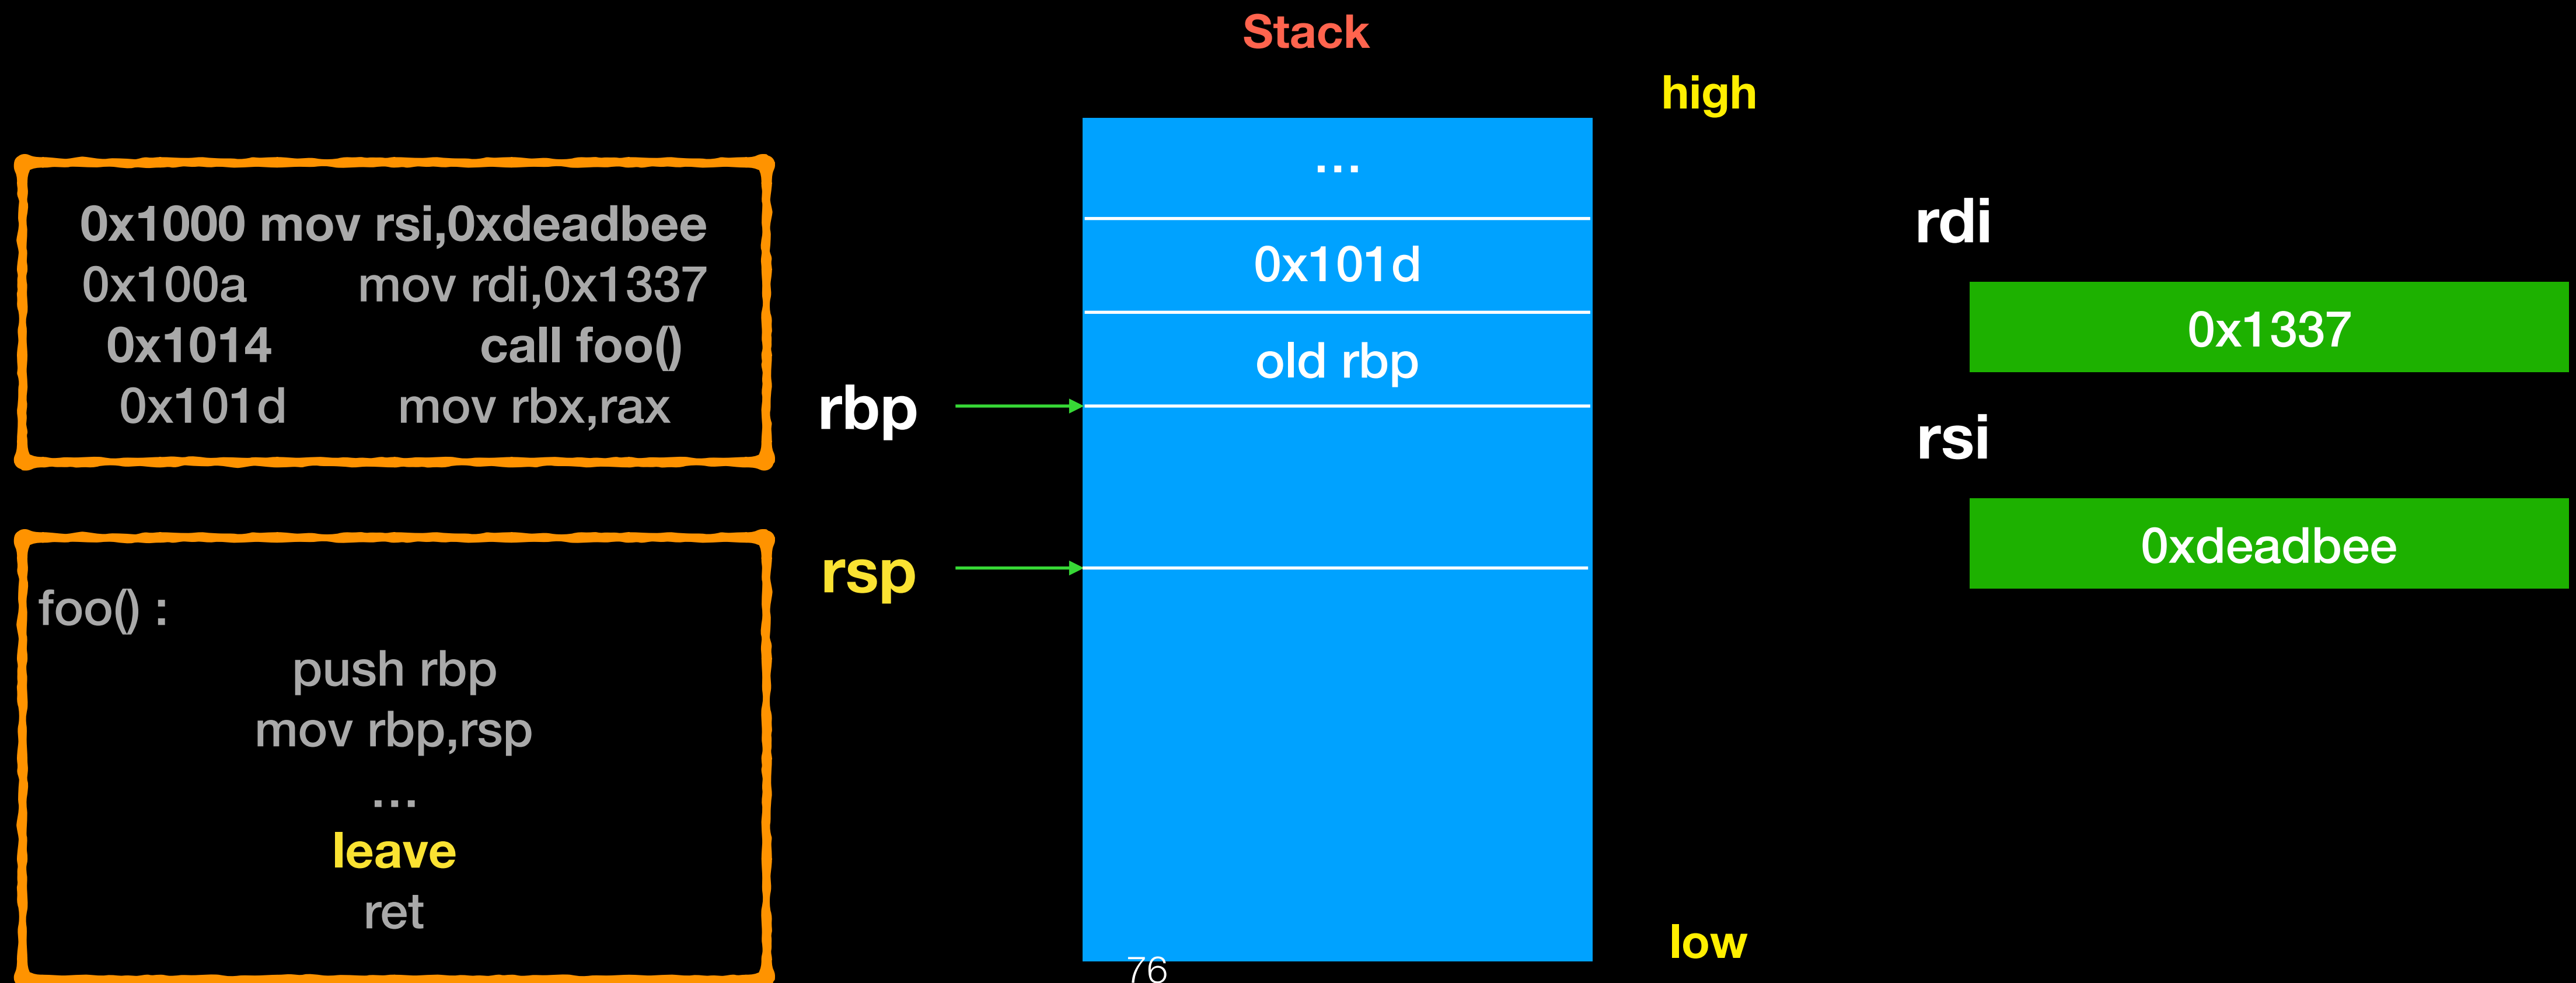 Stack
high
0x1000 mov rsi,0xdeadbee
0x100a mov rdi,0x1337
0x1014 call foo()
0x101d mov rbx,rax
foo() :
push rbp
mov rbp,rsp
...
leave
ret
rbp
rsp
...
0x101d
old rbp
low
rdi
0x1337
rsi
0xdeadbee
76